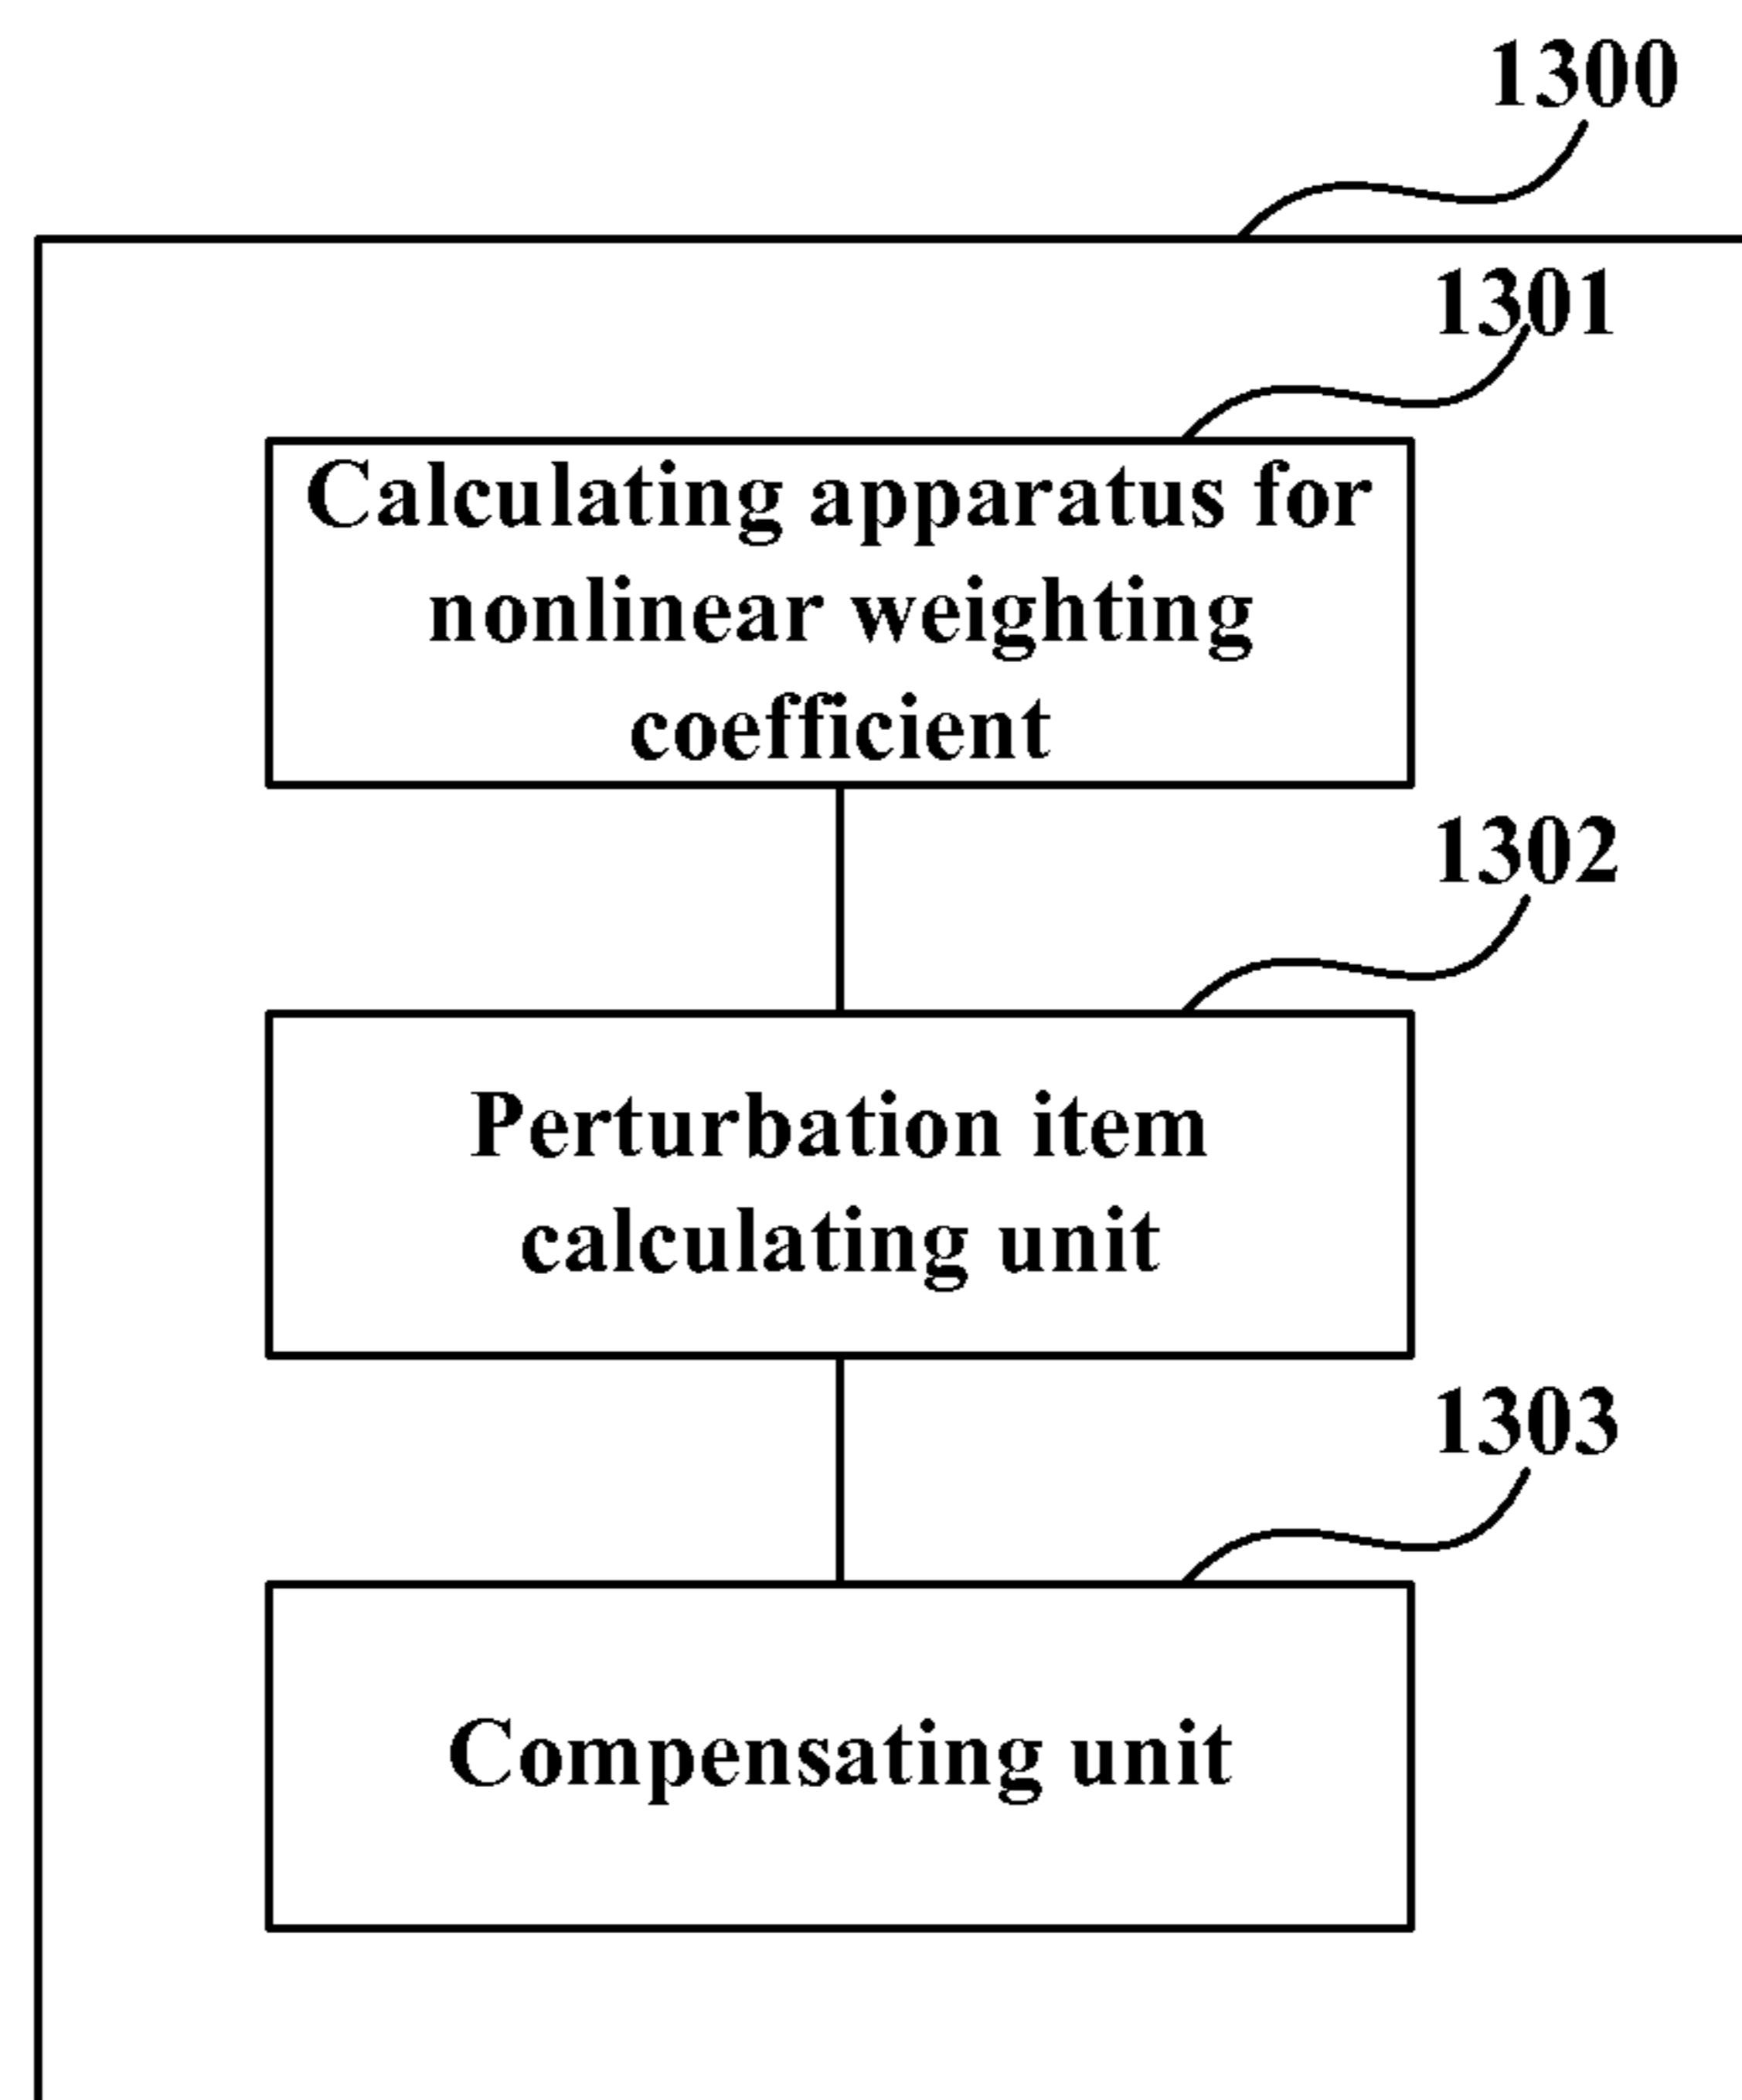 1300
1301
Calculating apparatus for
nonlinear weighting
coefficient
1302
Perturbation item
calculating unit
1303
Compensating unit